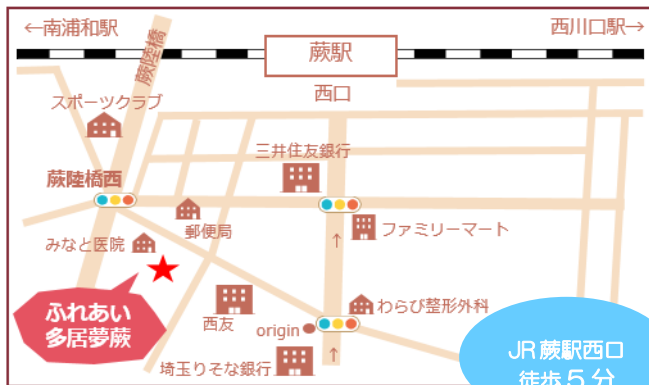 ←南浦和駅
西川口駅→
蕨陸橋
蕨駅
西口
スポーツクラブ
三井住友銀行
蕨陸橋西
郵便局
ファミリーマート
みなと医院
↑
ふれあい
多居夢蕨
西友
origin
わらび整形外科
↑
埼玉りそな銀行
JR蕨駅西口
徒歩5分